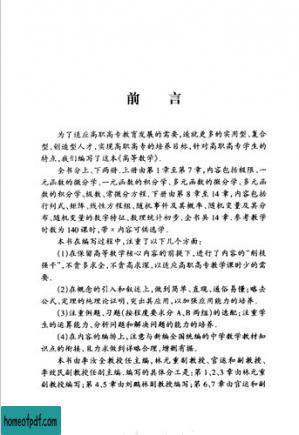 前 言
为了适应高职高专教育发展的需要,造就更多的实用型、复合
型、创造型人才,实现高职高专的培养目标,针对高职高专学生的
特点,我们编写了这本《高等数学》。
全书分上、下两册,上册由第1章至第7章,内容包括极限、一
元函数的微分学、一元函数的积分学、多元函数的微分学、多元函
数的积分学、级数、常微分方程。下册由第8章至14章,内容包括
行列式、矩阵、线性方程组、随机事件及其概率、随机变量及其分
布、随机变量的数字特征、数理统计初步。全书共14章。参考教学
时数为140课时,带*内容可供选学。
本书在编写过程中,注重了以下几个方面:
(1)在保留高等数学核心内容的前提下,进行了内容的“削枝
强干”,不贪多求全,不贪高求深,以适应高职高专教学课时少的需
要。
(2)在概念的引入和叙述上,做到简单、直观、通俗易懂;略去
公式、定理的纯理论证明,突出其应用,以加强应用能力的培养。
(3)注重例题、习题(按程度要求分A、B两组)的选配;注重学
生的运算能力、分析问题和解决问题的能力的培养。
(4)在内容的编排上,注意与新编全国统编的中学数学教材知
识点的衔接,且力求做到详略合理,增删有据。
本书由李汝全教授任主编,林元重副教授、官运和副教授、
李效民副教授任副主编。编写的具体分工是:第1、2、3章由林元重
副教授编写;第4、5章由刘鹏林副教授编写;第6、7章由官运和副
homeofpdf.com